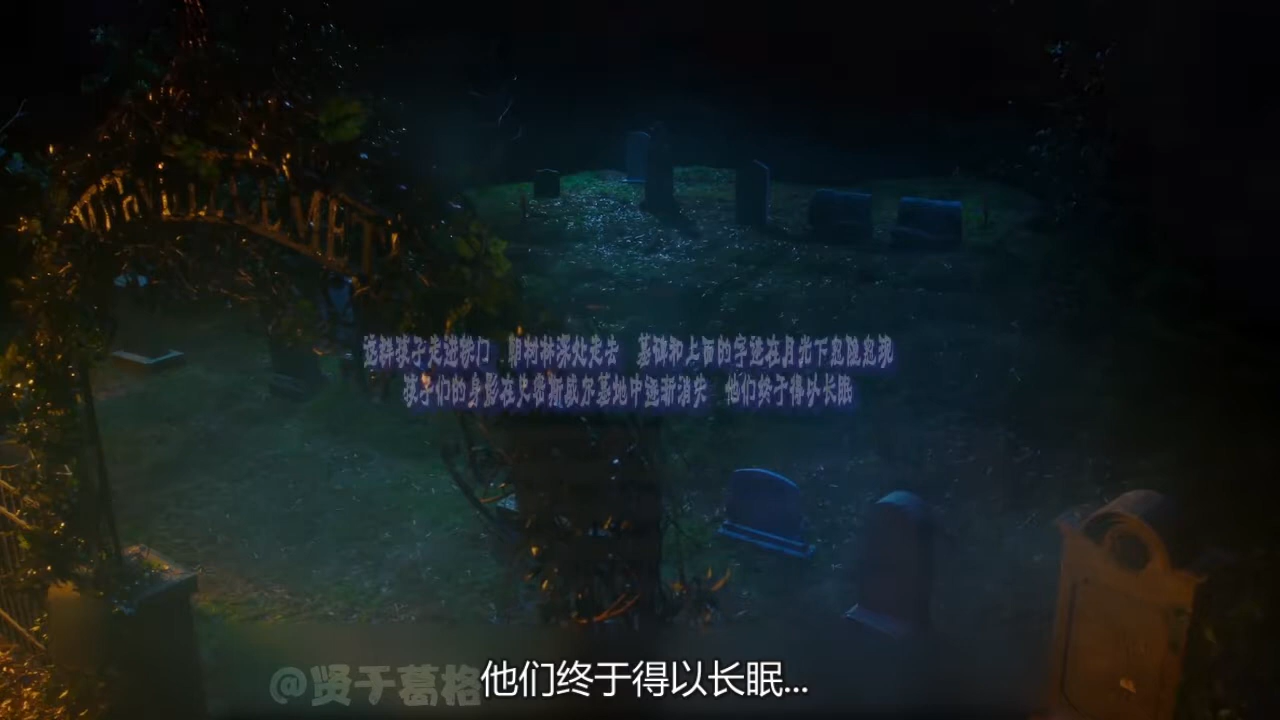 这群孩子走进拱门 朝树林深处走去 墓碑和上面的字迹在月光下忽隐忽现
孩子们的身影在史密斯威尔墓地中逐渐消失 他们终于得以长眠
@贤于葛格
他们终于得以长眠...